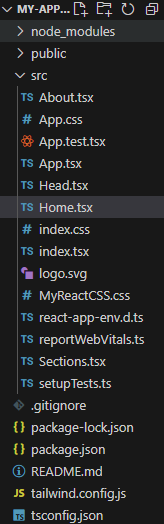 MY-APP...
node_modules
public
src
TS About.tsx
# App.css
App.test.tsx
TS App.tsx
TS Head.tsx
TS Home.tsx
# index.css
TS index.tsx
logo.svg
# MyReactCSS.css
TS react-app-env.d.ts
TS reportWebVitals.ts
TS Sections.tsx
TS setupTests.ts
.gitignore
{} package-lock.json
{} package.json
README.md
tailwind.config.js
TS tsconfig.json